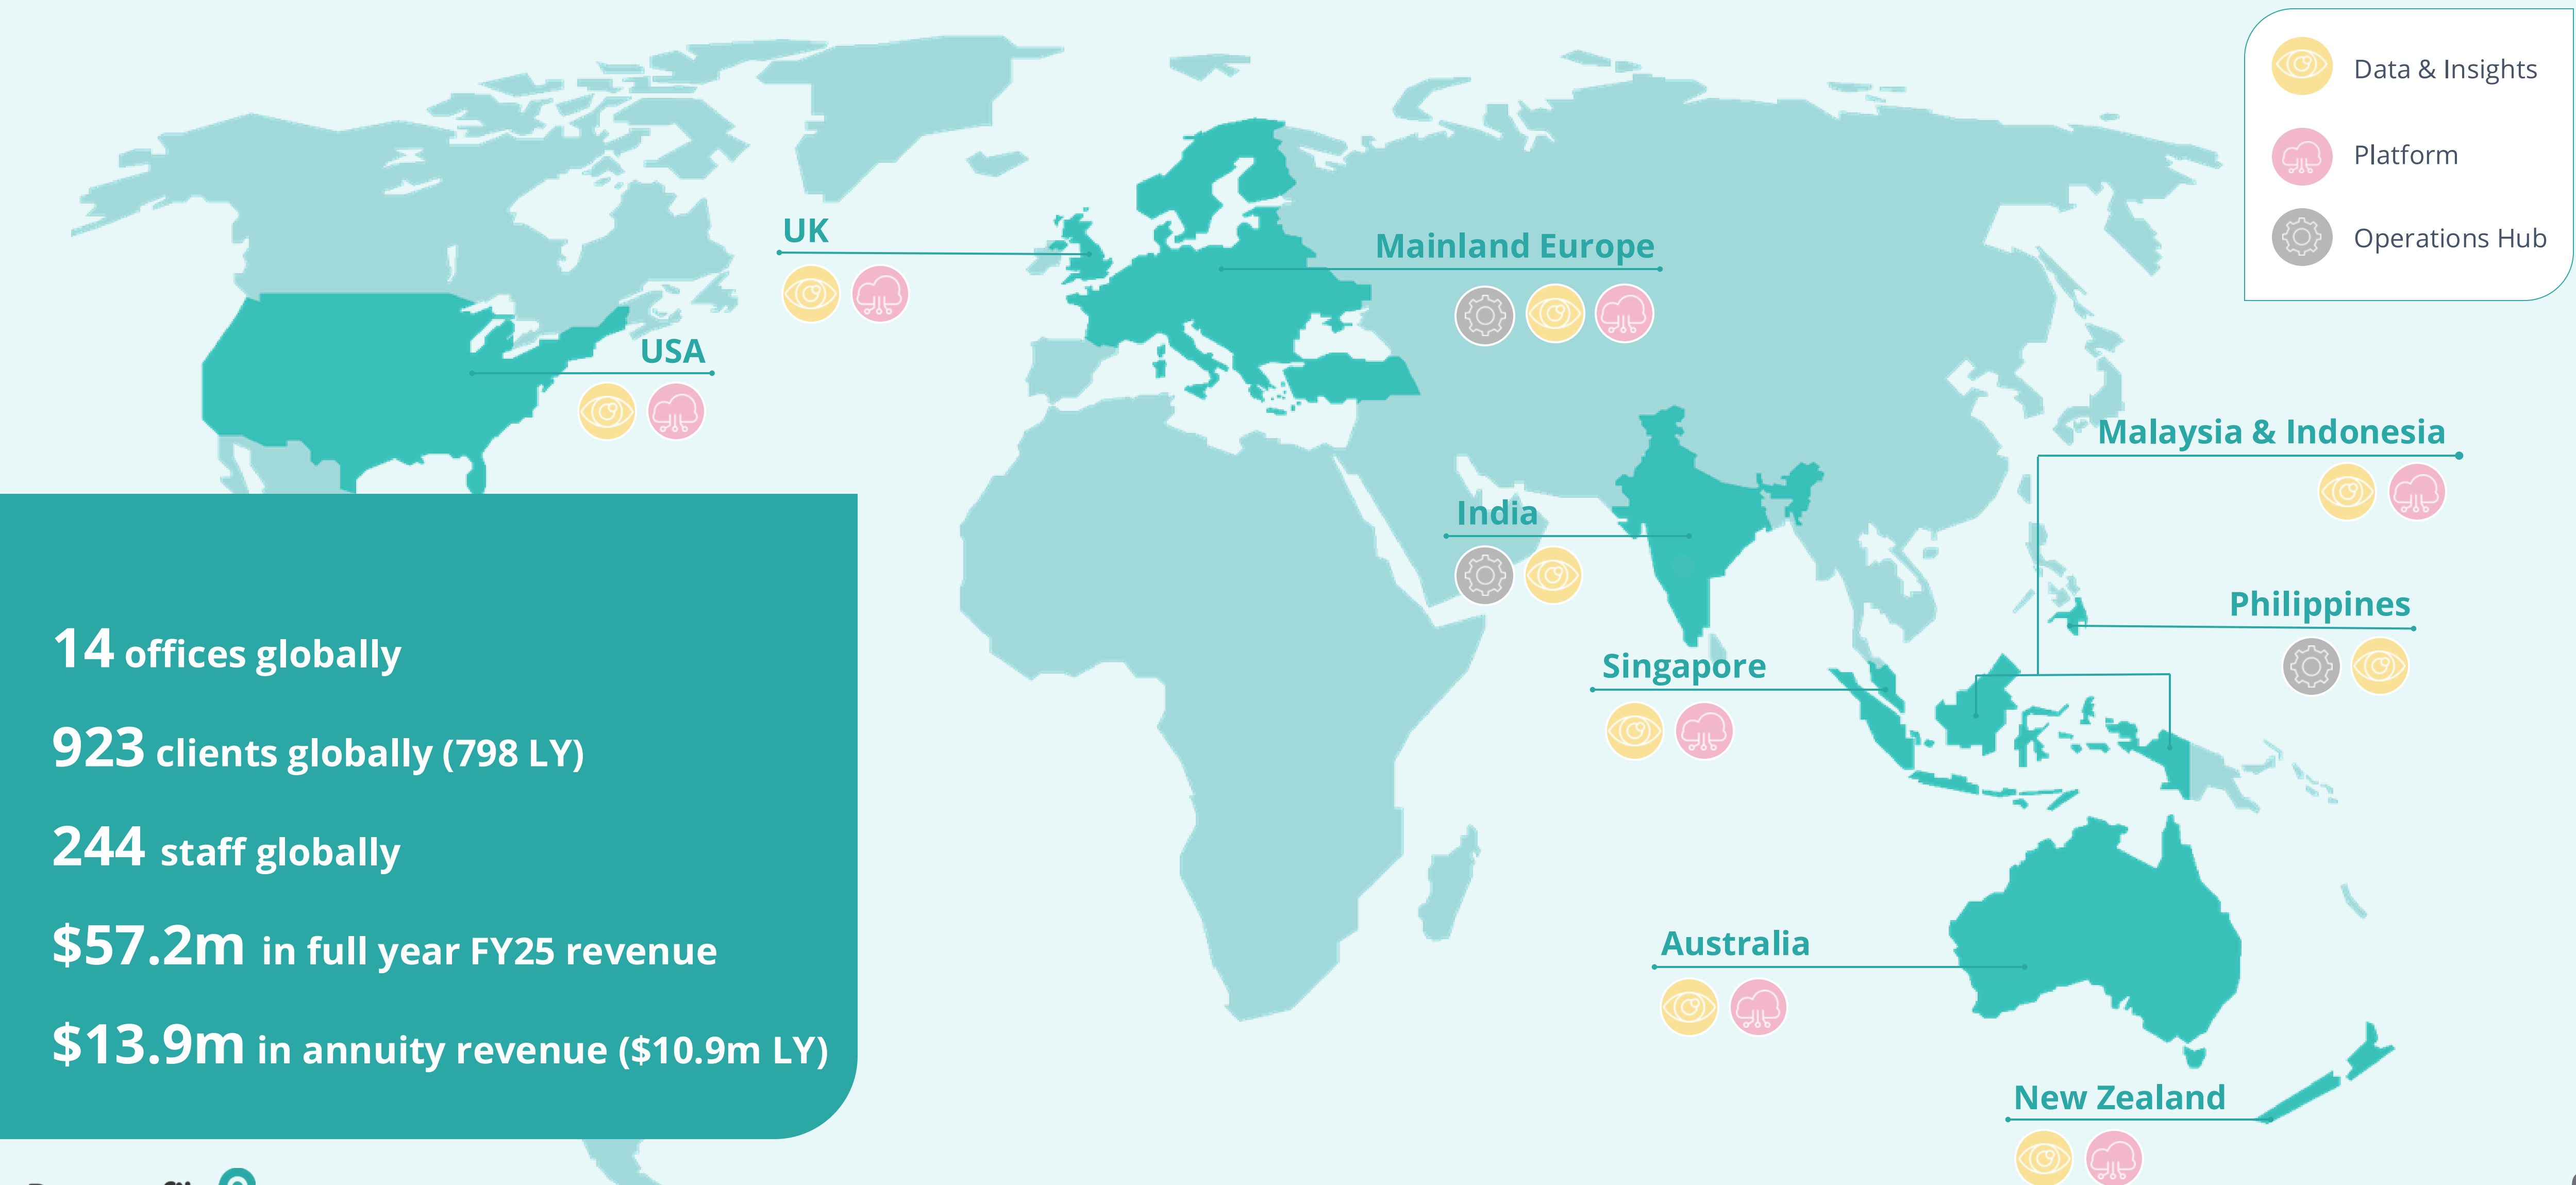 Data & Insights
Platform
Operations Hub
UK
Mainland Europe
USA
Malaysia & Indonesia
India
Philippines
Singapore
Australia
New Zealand
14 offices globally
923 clients globally (798 LY)
244 staff globally
$57.2m in full year FY25 revenue
$13.9m in annuity revenue ($10.9m LY)